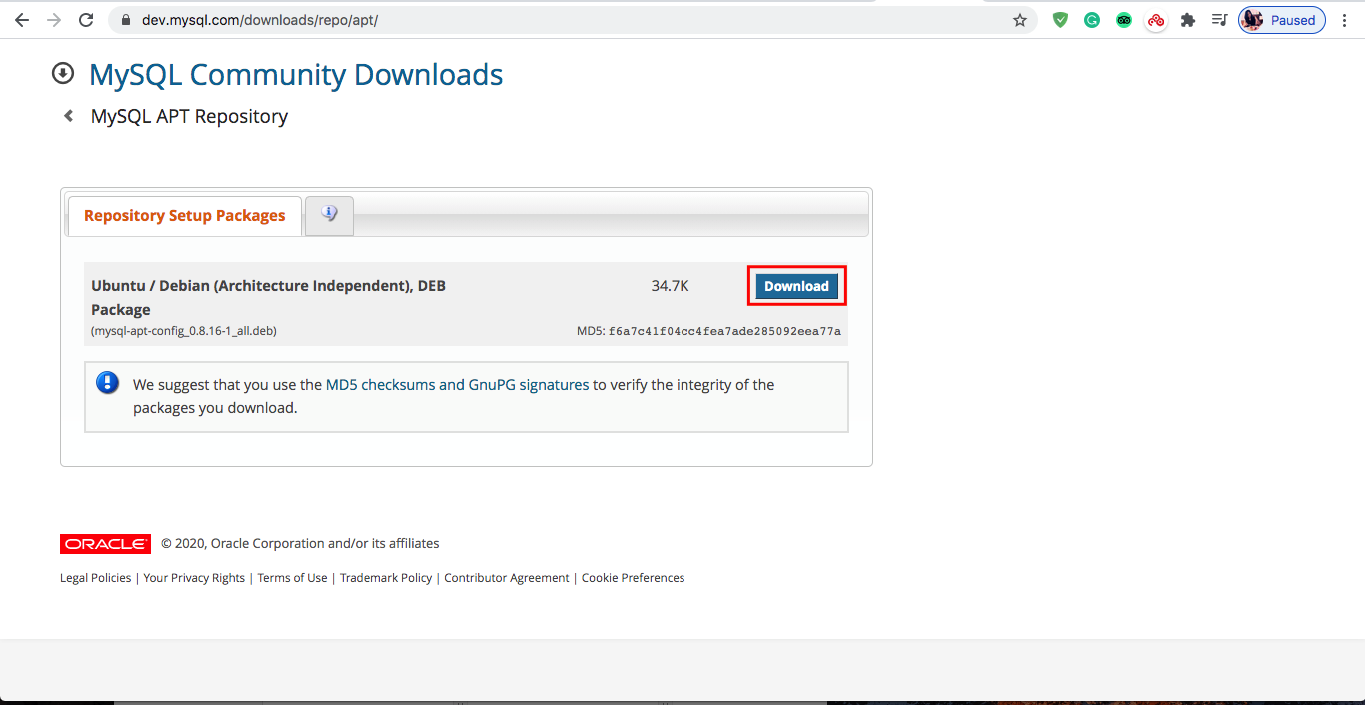 dev.mysql.com/downloads/repo/apt/
Paused
MySQL Community Downloads
MySQL APT Repository
Repository Setup Packages
Ubuntu / Debian (Architecture Independent), DEB
Package
34.7K
Download
(mysql-apt-config_0.8.16-1_all.deb)
MD5: f6a7c41f04cc4fea7ade285092eea77a
We suggest that you use the MD5 checksums and GnuPG signatures to verify the integrity of the
packages you download.
ORACLE © 2020, Oracle Corporation and/or its affiliates
Legal Policies | Your Privacy Rights | Terms of Use | Trademark Policy | Contributor Agreement | Cookie Preferences